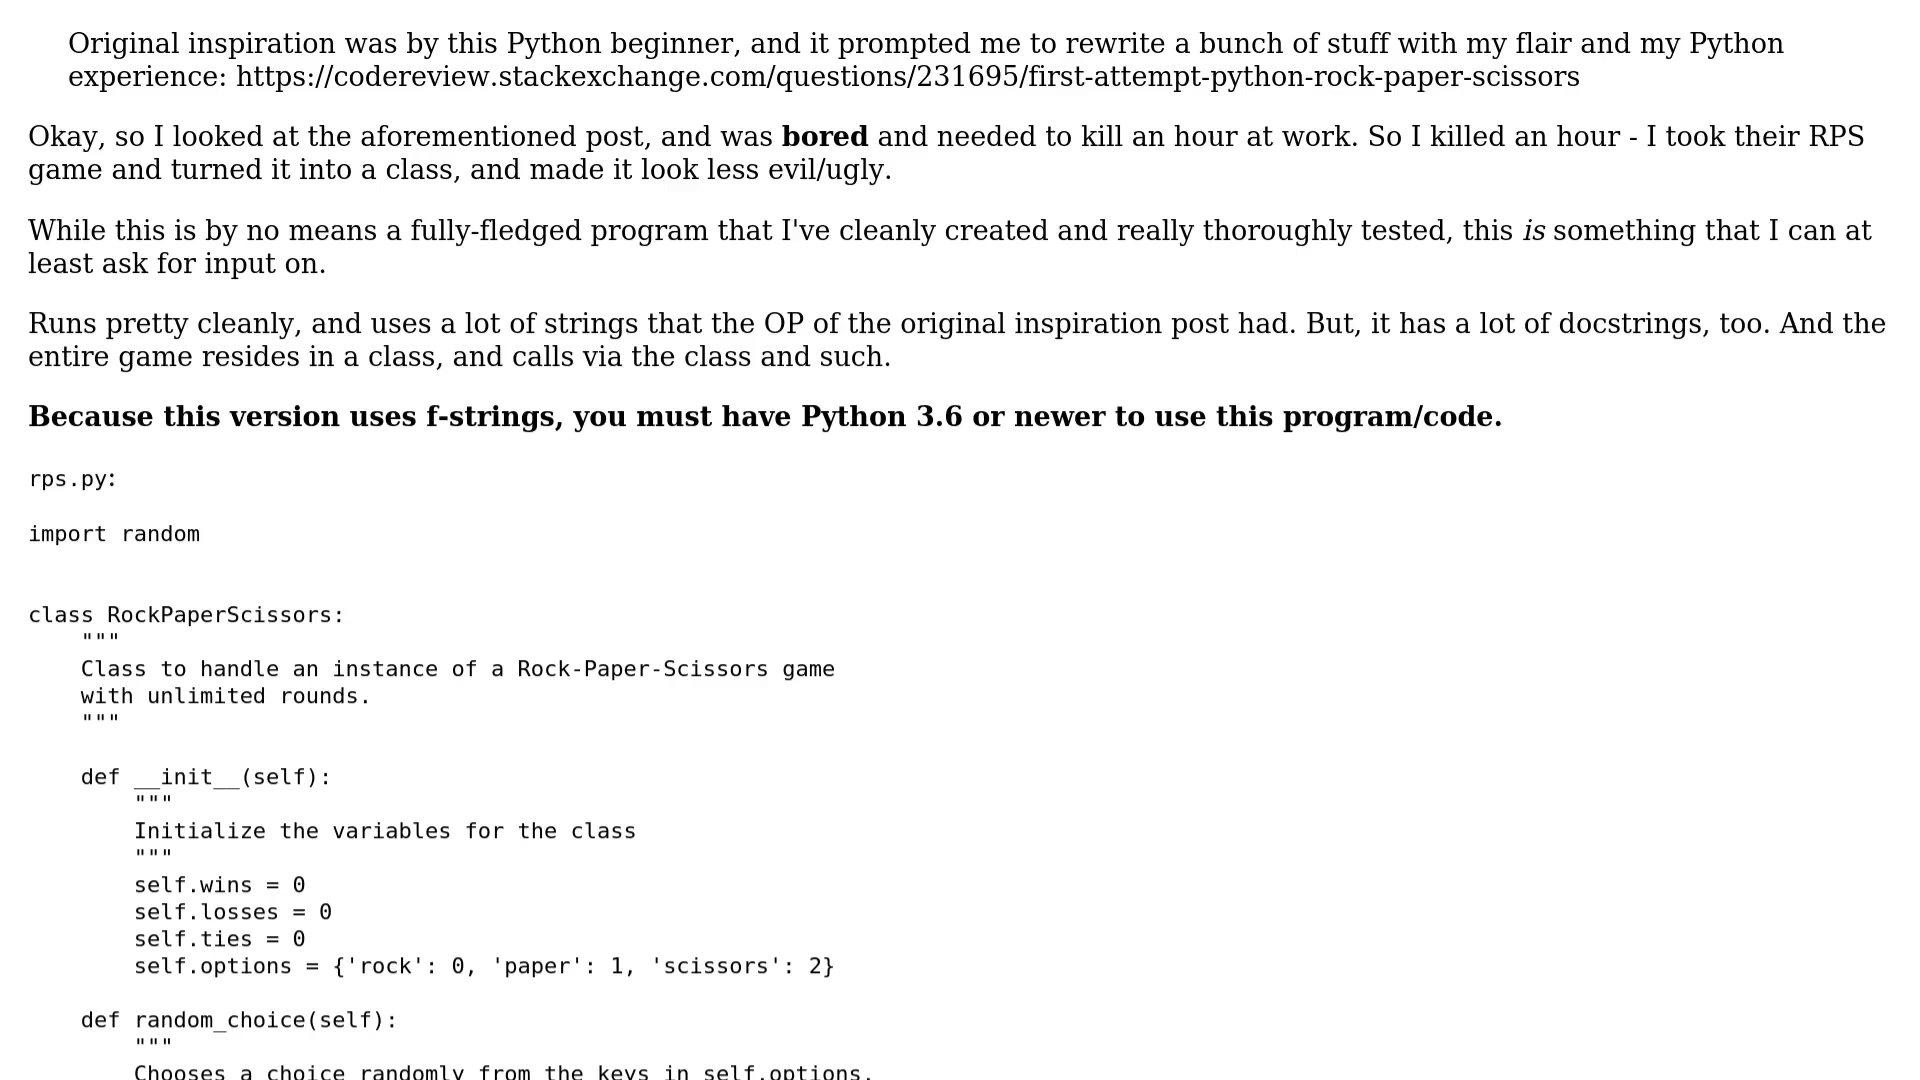 Original inspiration was by this Python beginner, and it prompted me to rewrite a bunch of stuff with my flair and my Python
experience: https://codereview.stackexchange.com/questions/231695/first-attempt-python-rock-paper-scissors
Okay, so I looked at the aforementioned post, and was bored and needed to kill an hour at work. So I killed an hour - I took their RPS
game and turned it into a class, and made it look less evil/ugly.
While this is by no means a fully-fledged program that I've cleanly created and really thoroughly tested, this is something that I can at
least ask for input on.
Runs pretty cleanly, and uses a lot of strings that the OP of the original inspiration post had. But, it has a lot of docstrings, too. And the
entire game resides in a class, and calls via the class and such.
Because this version uses f-strings, you must have Python 3.6 or newer to use this program/code.
rps.py:
import random
class RockPaperScissors:
    """
    Class to handle an instance of a Rock-Paper-Scissors game
    with unlimited rounds.
    """
    def __init__(self):
        """
        Initialize the variables for the class
        """
        self.wins = 0
        self.losses = 0
        self.ties = 0
        self.options = {'rock': 0, 'paper': 1, 'scissors': 2}
    def random_choice(self):
        """
        Chooses a choice randomly from the keys in self.options.